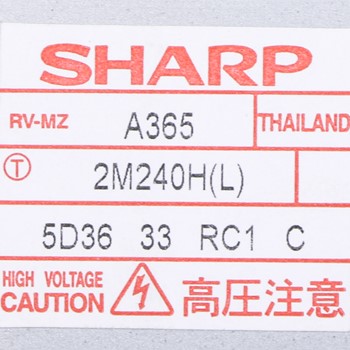 SHARP
RV-MZ A365 THAILAND
Ⓣ 2M240H(L)
5D36 33 RC1 C
HIGH VOLTAGE
CAUTION 高圧注意